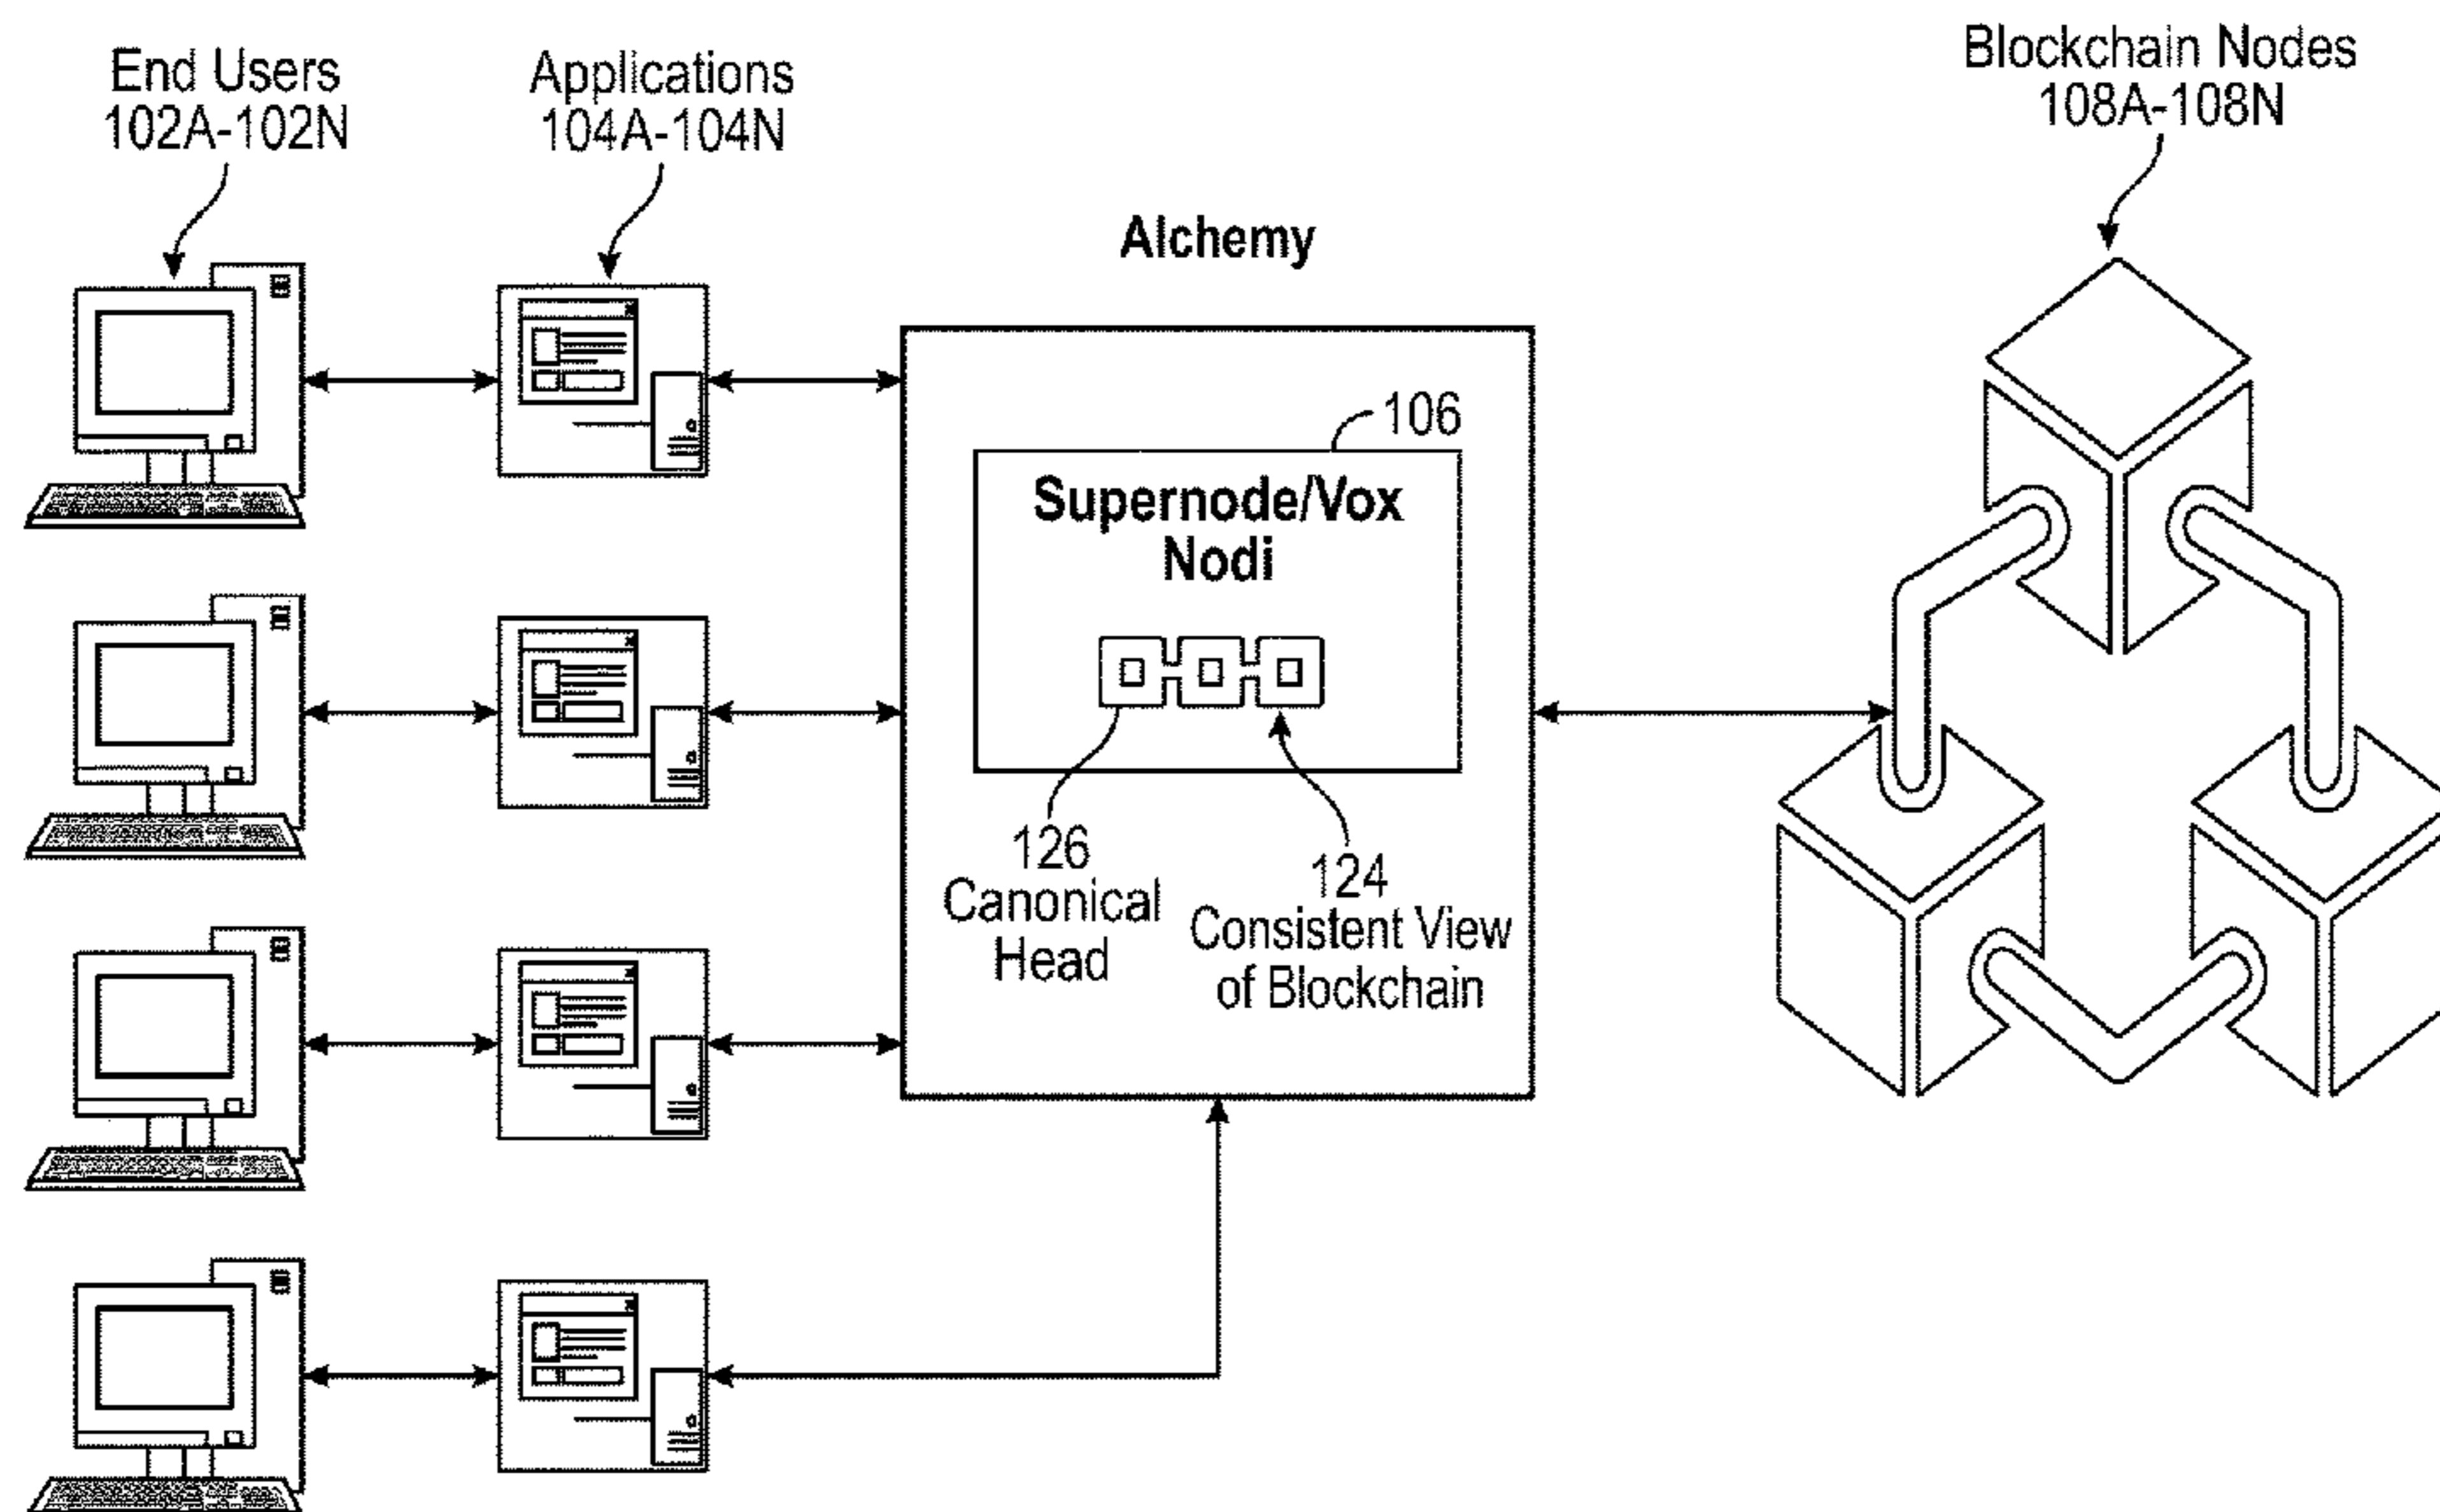 End Users
102A-102N
Applications
104A-104N
Blockchain Nodes
108A-108N
Alchemy
106
Supernode/Vox
Nodi
126
Canonical
Head
124
Consistent View
of Blockchain